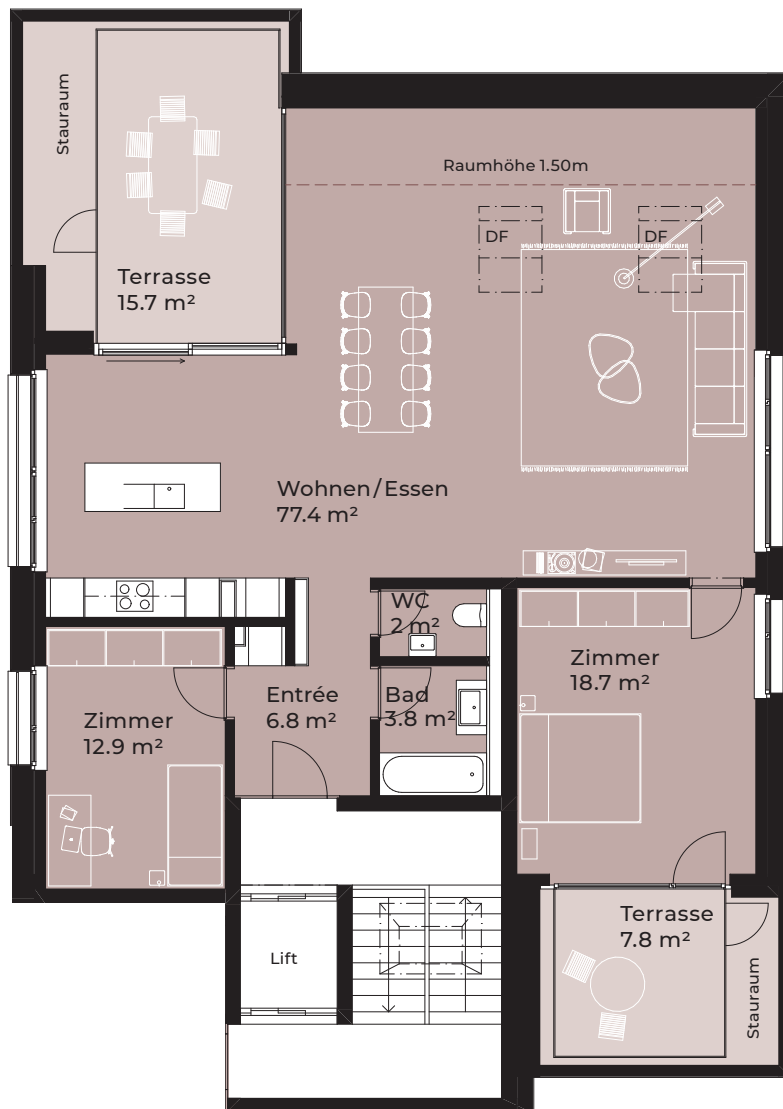 Stauraum
Raumhöhe 1.50m
DF
DF
Terrasse
15.7 m²
Wohnen/Essen
77.4 m²
WC
2 m²
Zimmer
18.7 m²
Entrée
6.8 m²
Bad
3.8 m²
Zimmer
12.9 m²
Terrasse
7.8 m²
Lift
Stauraum